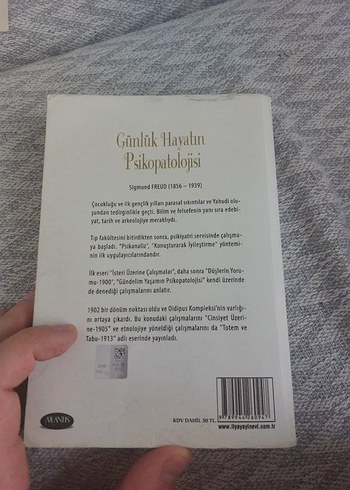 Günlük Hayatın
Psikopatolojisi
Sigmund FREUD (1856 – 1939)
Çocukluğu ve ilk gençlik yılları parasal sıkıntılar ve Yahudi olu-
şundan tedirginlikle geçti. Bilim ve felsefenin yanı sıra edebi-
yat, tarih ve arkeolojiye meraklıydı.
Tıp fakültesini bitirdikten sonra, psikiyatri servisinde çalışma-
ya başladı. "Psikanaliz", "Konuşturarak İyileştirme" yöntemi-
nin ilk uygulayıcılarındandır.
İlk eseri "İsteri Üzerine Çalışmalar", daha sonra "Düşlerin Yoru-
mu-1900", "Gündelim Yaşamın Psikopatolojisi" kendi üzerinde
de denediği çalışmalarını anlatır.
1902 bir dönüm noktası oldu ve Oidipus Kompleksi'nin varlığı-
nı ortaya çıkardı. Bu konudaki çalışmalarını "Cinsiyet Üzeri-
ne-1905" ve etnolojiye yöneldiği çalışmalarını da "Totem ve
Tabu-1913" adlı eserinde yayınladı.
KDV DAHİL 30 TL.
www.ilyayayinevi.com.tr